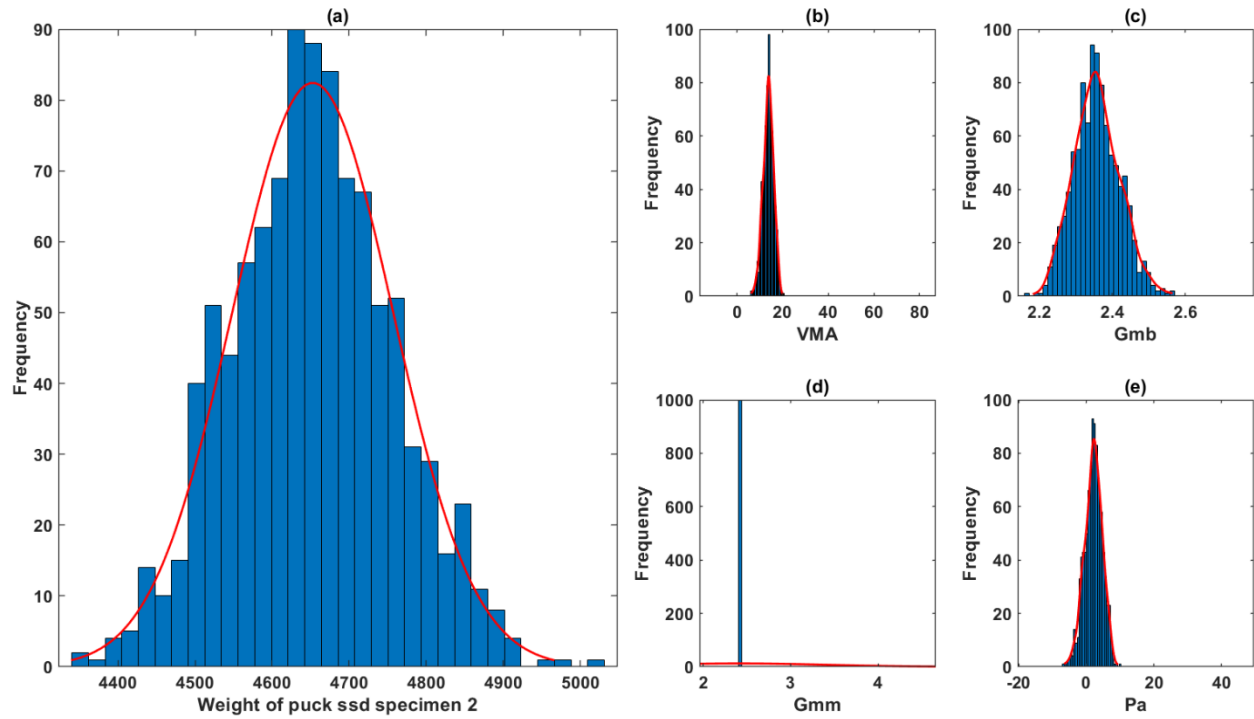 (a)
90
80
70
60
50
40
30
20
10
0
Frequency
4400 4500 4600 4700 4800 4900 5000
Weight of puck ssd specimen 2
(b)
100
80
60
40
20
0
Frequency
0 20 40 60 80
VMA
(c)
100
80
60
40
20
0
Frequency
2.2 2.4 2.6
Gmb
(d)
1000
800
600
400
200
0
Frequency
2 3 4
Gmm
(e)
100
80
60
40
20
0
Frequency
-20 0 20 40
Pa